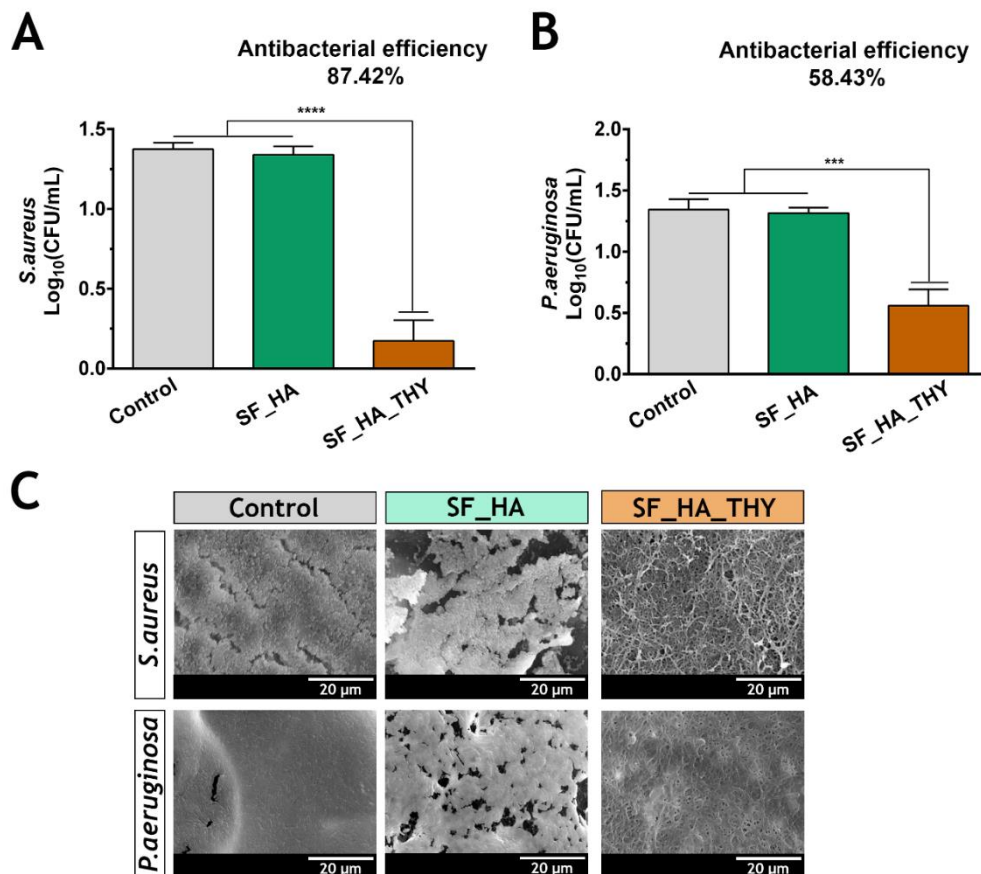 A
Antibacterial efficiency
87.42%
****
S.aureus
Log₁₀(CFU/mL)
1.5
1.0
0.5
0.0
Control
SF_HA
SF_HA_THY
B
Antibacterial efficiency
58.43%
***
P.aeruginosa
Log₁₀(CFU/mL)
2.0
1.5
1.0
0.5
0.0
Control
SF_HA
SF_HA_THY
C
Control
SF_HA
SF_HA_THY
S.aureus
20 µm
20 µm
20 µm
P.aeruginosa
20 µm
20 µm
20 µm